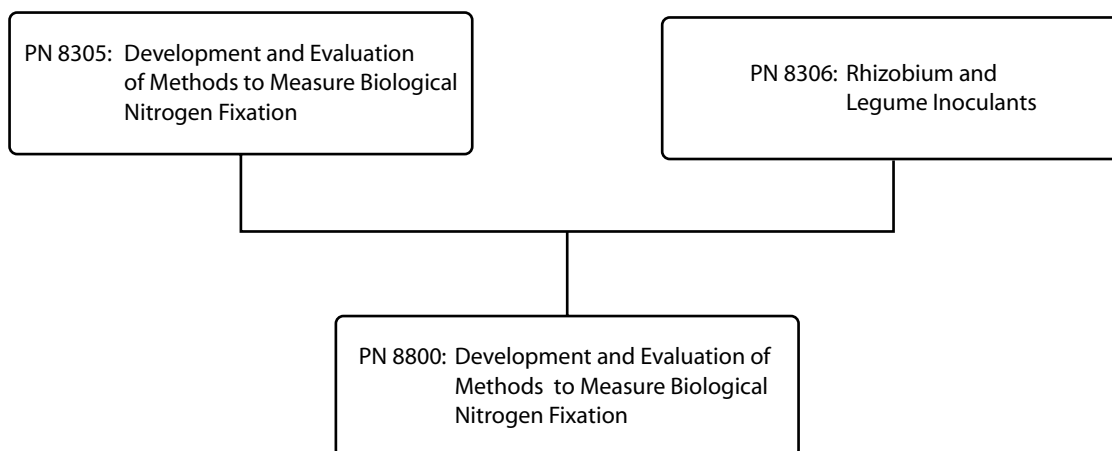 PN 8305: Development and Evaluation
of Methods to Measure Biological
Nitrogen Fixation
PN 8306: Rhizobium and
Legume Inoculants
PN 8800: Development and Evaluation of
Methods to Measure Biological
Nitrogen Fixation